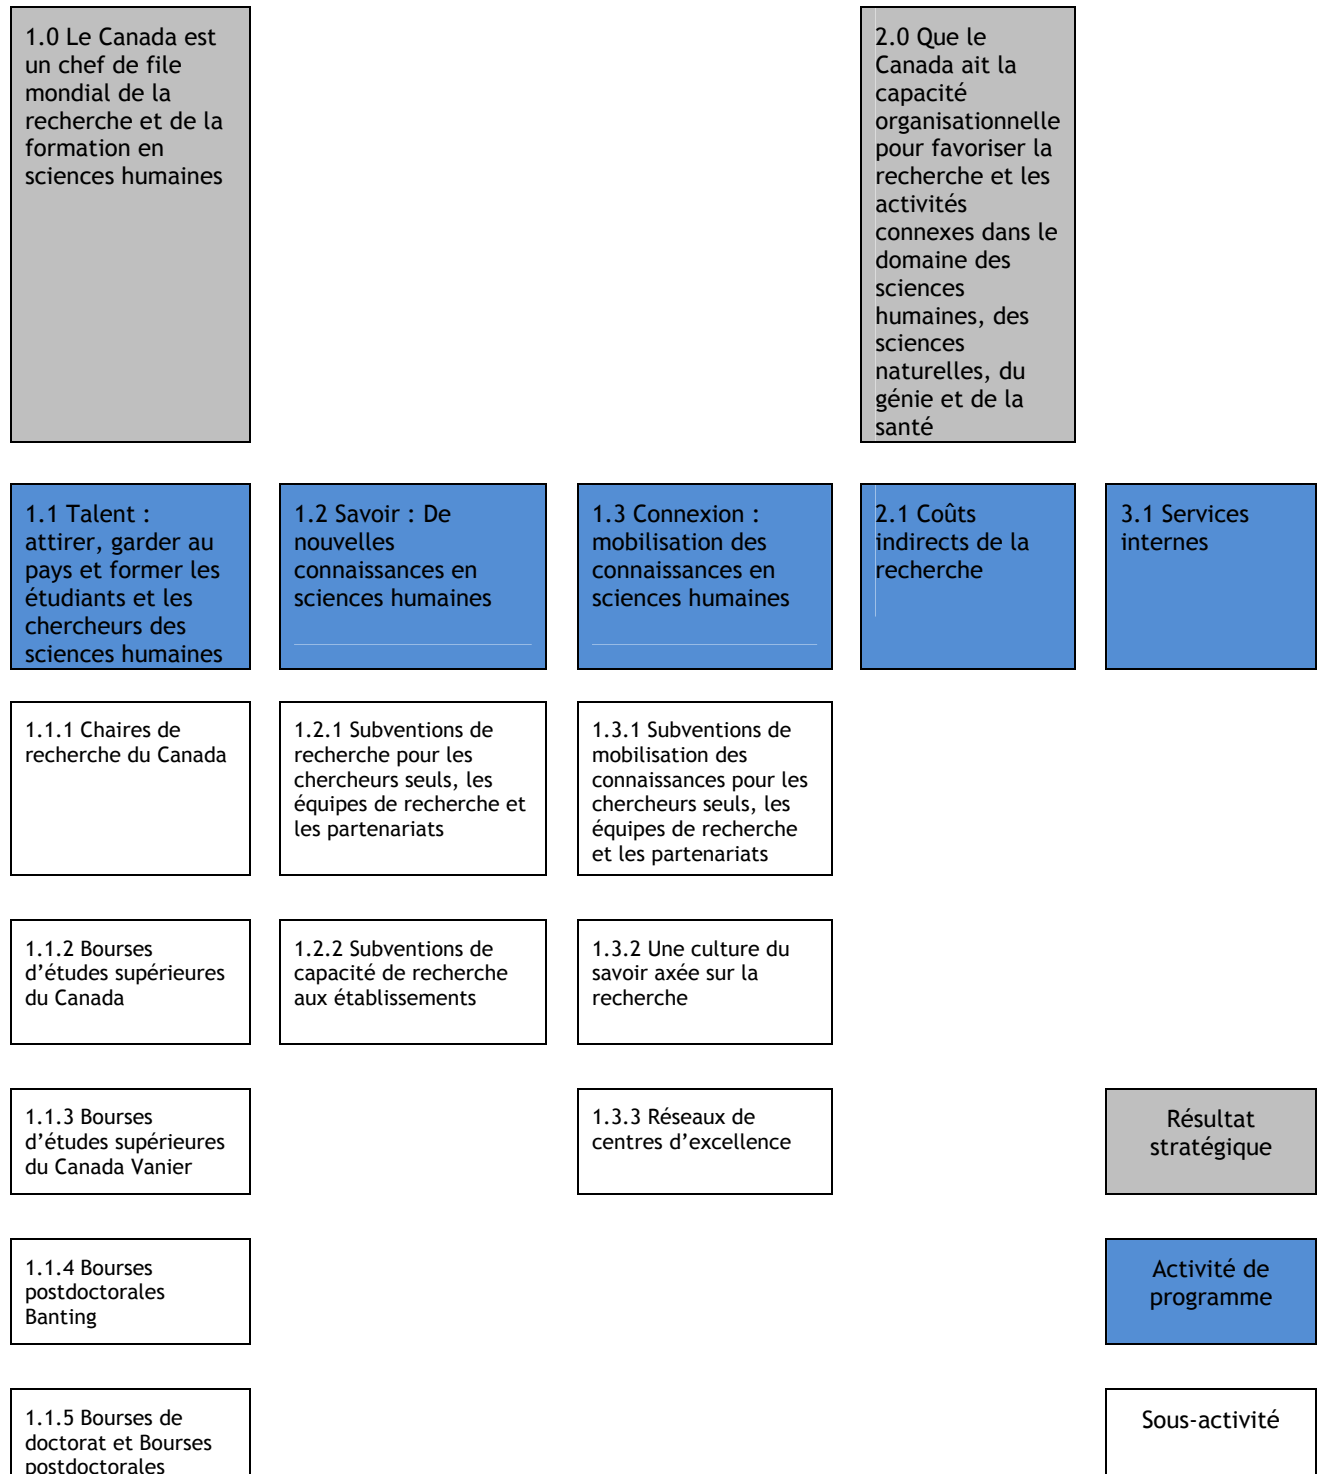 1.0 Le Canada est
un chef de file
mondial de la
recherche et de la
formation en
sciences humaines
2.0 Que le
Canada ait la
capacité
organisationnelle
pour favoriser la
recherche et les
activités
connexes dans le
domaine des
sciences
humaines, des
sciences
naturelles, du
génie et de la
santé
1.1 Talent :
attirer, garder au
pays et former les
étudiants et les
chercheurs des
sciences humaines
1.2 Savoir : De
nouvelles
connaissances en
sciences humaines
1.3 Connexion :
mobilisation des
connaissances en
sciences humaines
2.1 Coûts
indirects de la
recherche
3.1 Services
internes
1.1.1 Chaires de
recherche du Canada
1.2.1 Subventions de
recherche pour les
chercheurs seuls, les
équipes de recherche et
les partenariats
1.3.1 Subventions de
mobilisation des
connaissances pour les
chercheurs seuls, les
équipes de recherche
et les partenariats
1.1.2 Bourses
d’études supérieures
du Canada
1.2.2 Subventions de
capacité de recherche
aux établissements
1.3.2 Une culture du
savoir axée sur la
recherche
1.1.3 Bourses
d’études supérieures
du Canada Vanier
1.3.3 Réseaux de
centres d’excellence
Résultat
stratégique
1.1.4 Bourses
postdoctorales
Banting
Activité de
programme
1.1.5 Bourses de
doctorat et Bourses
postdoctorales
Sous-activité